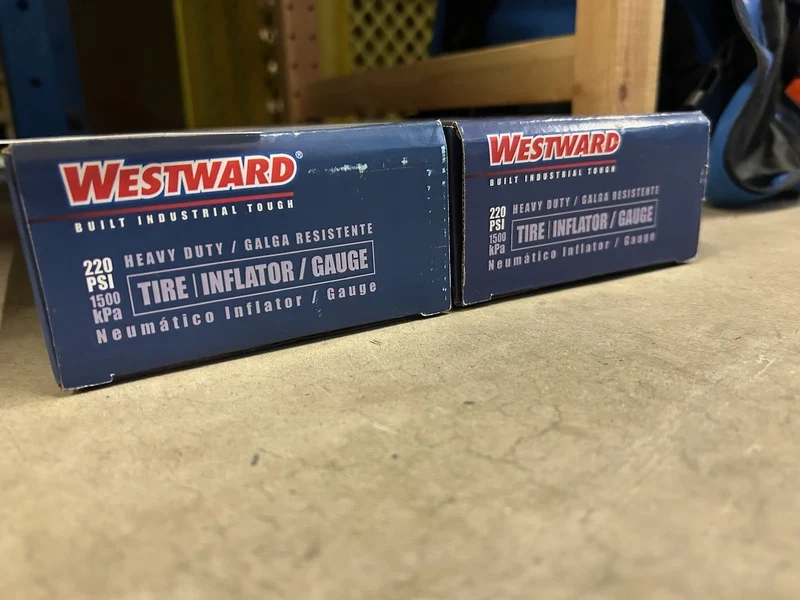 WESTWARD®
BUILT INDUSTRIAL TOUGH
HEAVY DUTY / GALGA RESISTENTE
220
PSI
1500
kPa
TIRE | INFLATOR / GAUGE
Neumático Inflator / Gauge
WESTWARD
BUILT INDUSTRIAL TOUGH
HEAVY DUTY / GALGA RESISTENTE
220
PSI
1500
kPa
TIRE | INFLATOR / GAUGE
Neumático Inflator / Gauge